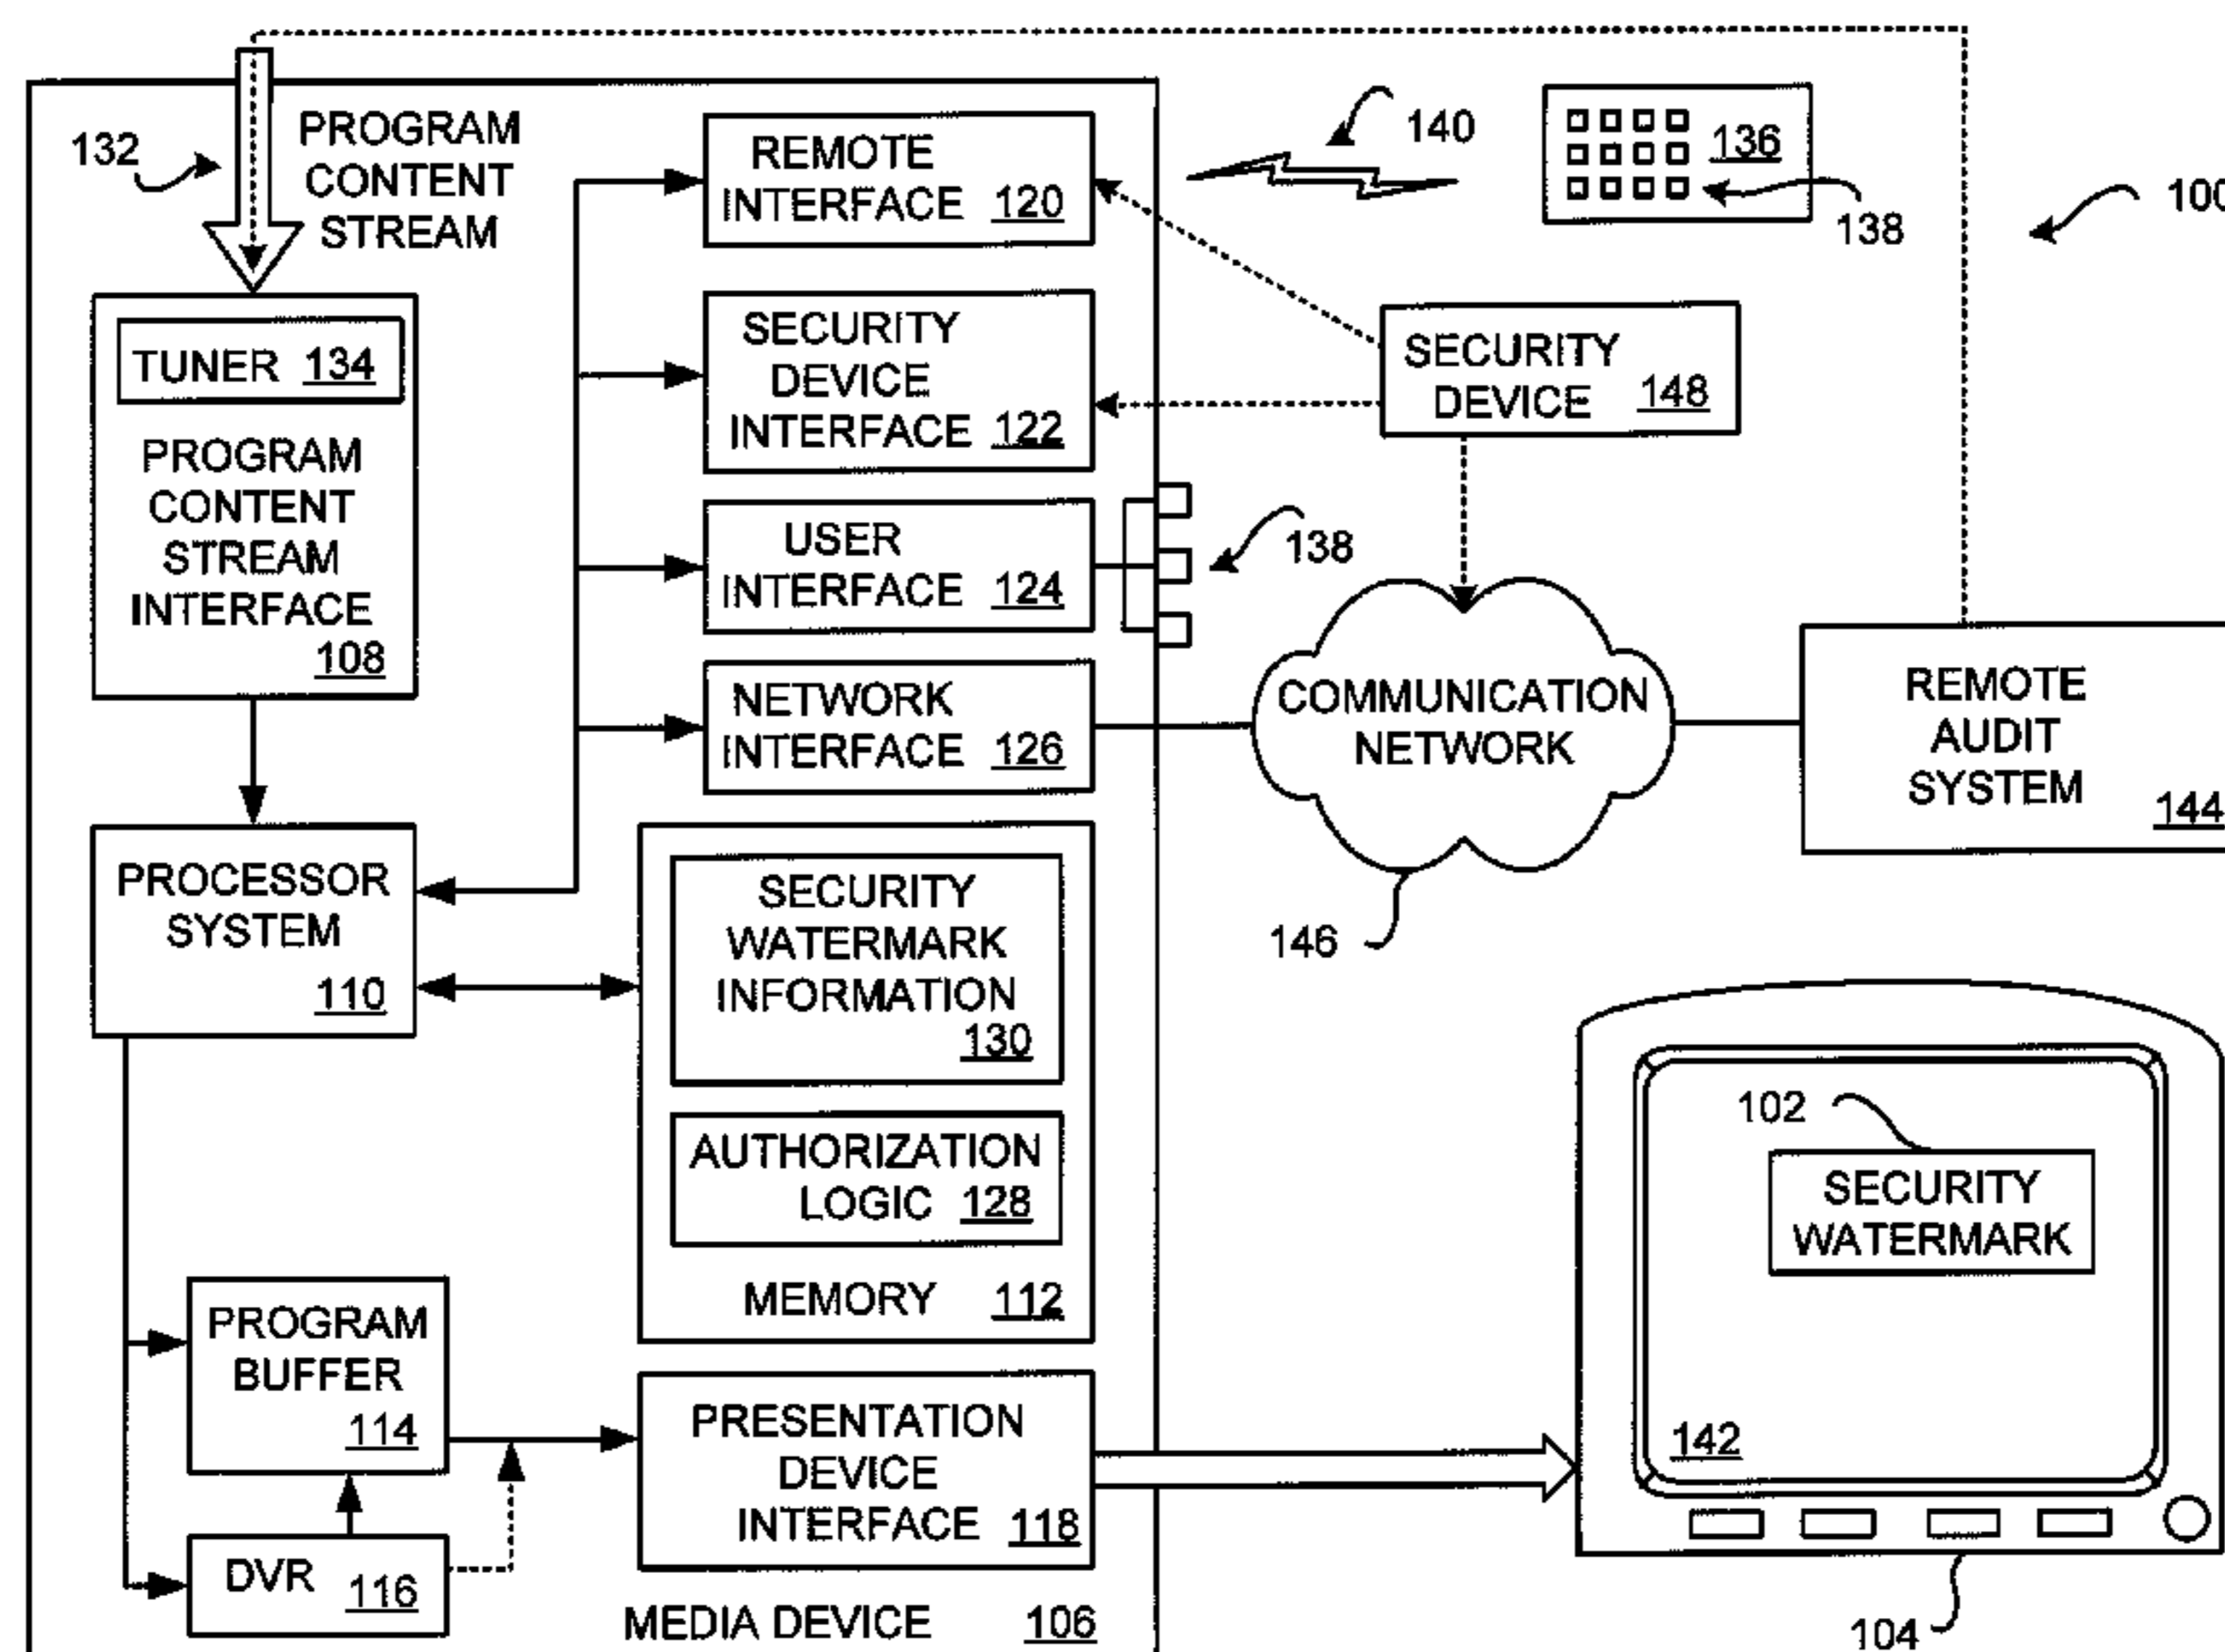 132
PROGRAM
CONTENT
STREAM
TUNER 134
PROGRAM
CONTENT
STREAM
INTERFACE
108
PROCESSOR
SYSTEM
110
PROGRAM
BUFFER
114
DVR 116
REMOTE
INTERFACE 120
SECURITY
DEVICE
INTERFACE 122
USER
INTERFACE 124
NETWORK
INTERFACE 126
SECURITY
WATERMARK
INFORMATION
130
AUTHORIZATION
LOGIC 128
MEMORY 112
PRESENTATION
DEVICE
INTERFACE 118
MEDIA DEVICE 106
140
136
138
100
SECURITY
DEVICE 148
138
COMMUNICATION
NETWORK
146
REMOTE
AUDIT
SYSTEM
144
102
SECURITY
WATERMARK
142
104